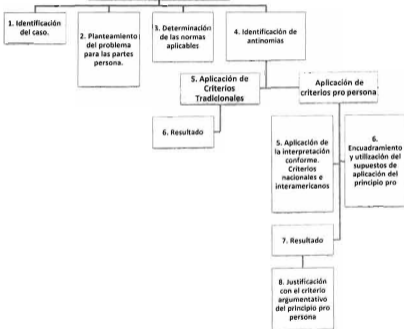 1. Identificación
del caso.
2. Planteamiento
del problema
para las partes
persona.
3. Determinación
de las normas
aplicables
4. Identificación de
antinomias
5. Aplicación de
Criterios
Tradicionales
Aplicación de
criterios pro persona
6. Resultado
5. Aplicación de
la interpretación
conforme.
Criterios
nacionales e
interamericanos
6.
Encuadramiento
y utilización del
supuestos de
aplicación del
principio pro
7. Resultado
8. Justificación
con el criterio
argumentativo
del principio pro
persona